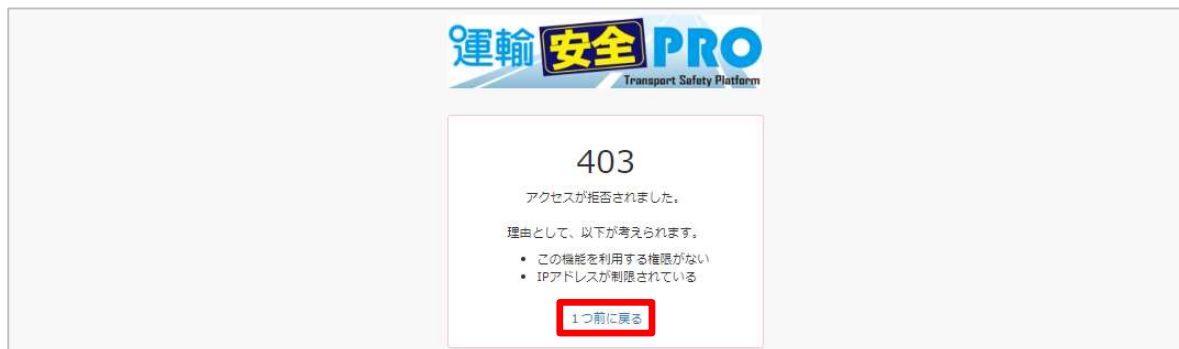 運輸安全PRO
Transport Safety Platform
403
アクセスが拒否されました。
理由として、以下が考えられます。
• この機能を利用する権限がない
• IPアドレスが制限されている
１つ前に戻る